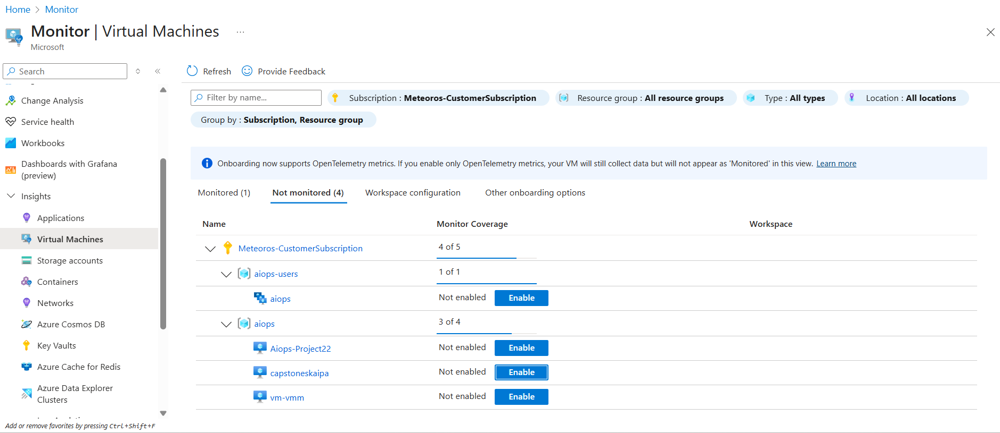 Home > Monitor
Monitor | Virtual Machines ...
Microsoft
Search
Change Analysis
Service health
Workbooks
Dashboards with Grafana
(preview)
Insights
Applications
Virtual Machines
Storage accounts
Containers
Networks
Azure Cosmos DB
Key Vaults
Azure Cache for Redis
Azure Data Explorer
Clusters
Add or remove favorites by pressing Ctrl+Shift+F
Refresh Provide Feedback
Filter by name... Subscription : Meteoros-CustomerSubscription Resource group : All resource groups Type : All types Location : All locations
Group by : Subscription, Resource group
Onboarding now supports OpenTelemetry metrics. If you enable only OpenTelemetry metrics, your VM will still collect data but will not appear as 'Monitored' in this view. Learn more
Monitored (1) Not monitored (4) Workspace configuration Other onboarding options
Name Monitor Coverage Workspace
Meteoros-CustomerSubscription 4 of 5
aiops-users 1 of 1
aiops Not enabled Enable
aiops 3 of 4
Aiops-Project22 Not enabled Enable
capstoneskaipa Not enabled Enable
vm-vmm Not enabled Enable